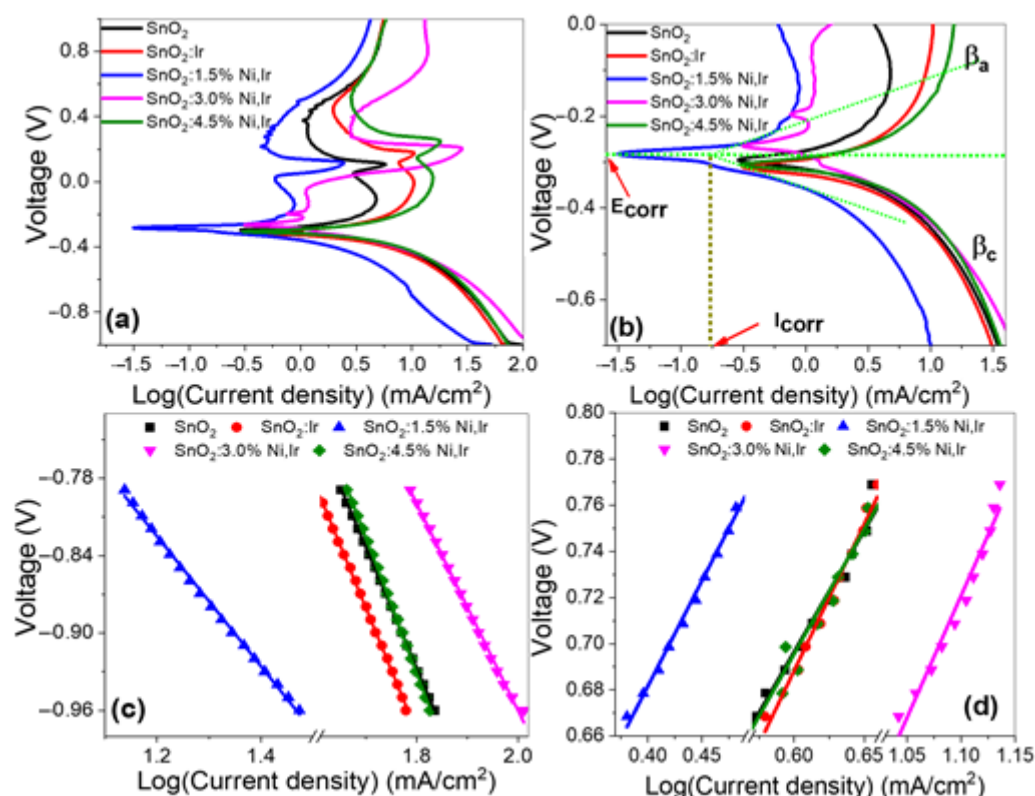 SnO₂
SnO₂:Ir
SnO₂:1.5% Ni,Ir
SnO₂:3.0% Ni,Ir
SnO₂:4.5% Ni,Ir
0.8
0.4
0.0
−0.4
−0.8
Voltage (V)
(a)
−1.5 −1.0 −0.5 0.0 0.5 1.0 1.5 2.0
Log(Current density) (mA/cm²)
SnO₂
SnO₂:Ir
SnO₂:1.5% Ni,Ir
SnO₂:3.0% Ni,Ir
SnO₂:4.5% Ni,Ir
0.0
−0.2
−0.4
−0.6
Voltage (V)
βa
Ecorr
βc
Icorr
(b)
−1.5 −1.0 −0.5 0.0 0.5 1.0 1.5
Log(Current density) (mA/cm²)
SnO₂ SnO₂:Ir SnO₂:1.5% Ni,Ir
SnO₂:3.0% Ni,Ir SnO₂:4.5% Ni,Ir
−0.78
−0.84
−0.90
−0.96
Voltage (V)
(c)
1.2 1.4 1.8 2.0
Log(Current density) (mA/cm²)
SnO₂ SnO₂:Ir SnO₂:1.5% Ni,Ir
SnO₂:3.0% Ni,Ir SnO₂:4.5% Ni,Ir
0.80
0.78
0.76
0.74
0.72
0.70
0.68
0.66
Voltage (V)
(d)
0.40 0.45 0.60 0.65 1.05 1.10 1.15
Log(Current density) (mA/cm²)